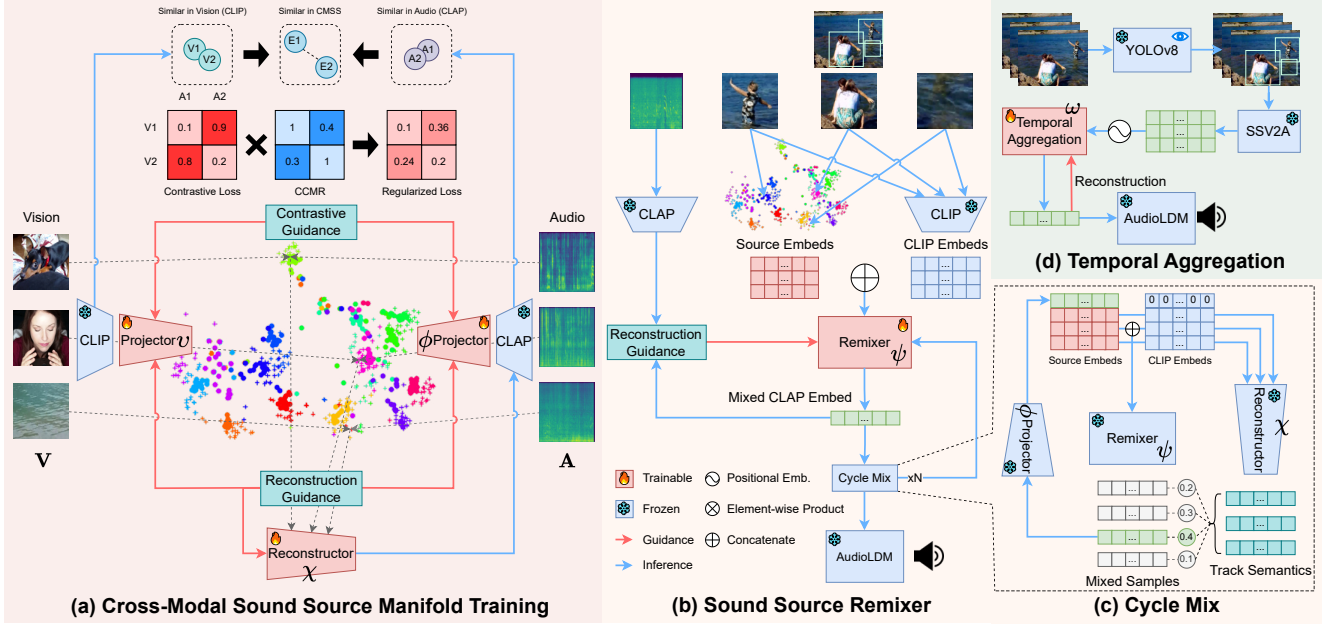 Similar in Vision (CLIP)
Similar in CMSS
Similar in Audio (CLAP)
V1
V2
E1
E2
A1
A2
A1 A2
V1
V2
0.1 0.9
0.8 0.2
1 0.4
0.3 1
0.1 0.36
0.24 0.2
Contrastive Loss
CCMR
Regularized Loss
Vision
Audio
Contrastive
Guidance
CLIP
Projector υ
ϕ Projector
CLAP
V
A
Reconstruction
Guidance
Reconstructor
χ
(a) Cross-Modal Sound Source Manifold Training
CLAP
CLIP
Source Embeds
CLIP Embeds
...
...
...
...
...
...
Reconstruction
Guidance
Remixer
ψ
Mixed CLAP Embed
...
Cycle Mix
xN
AudioLDM
Trainable
Positional Emb.
Frozen
Element-wise Product
Guidance
Concatenate
Inference
(b) Sound Source Remixer
YOLOv8
ω
Temporal
Aggregation
...
...
...
SSV2A
Reconstruction
...
AudioLDM
(d) Temporal Aggregation
...
...
...
...
0 0 ... 0 0
...
...
...
Source Embeds
CLIP Embeds
ϕ Projector
Remixer
ψ
Reconstructor
χ
... 0.2
... 0.3
... 0.4
... 0.1
...
...
...
Mixed Samples
Track Semantics
(c) Cycle Mix